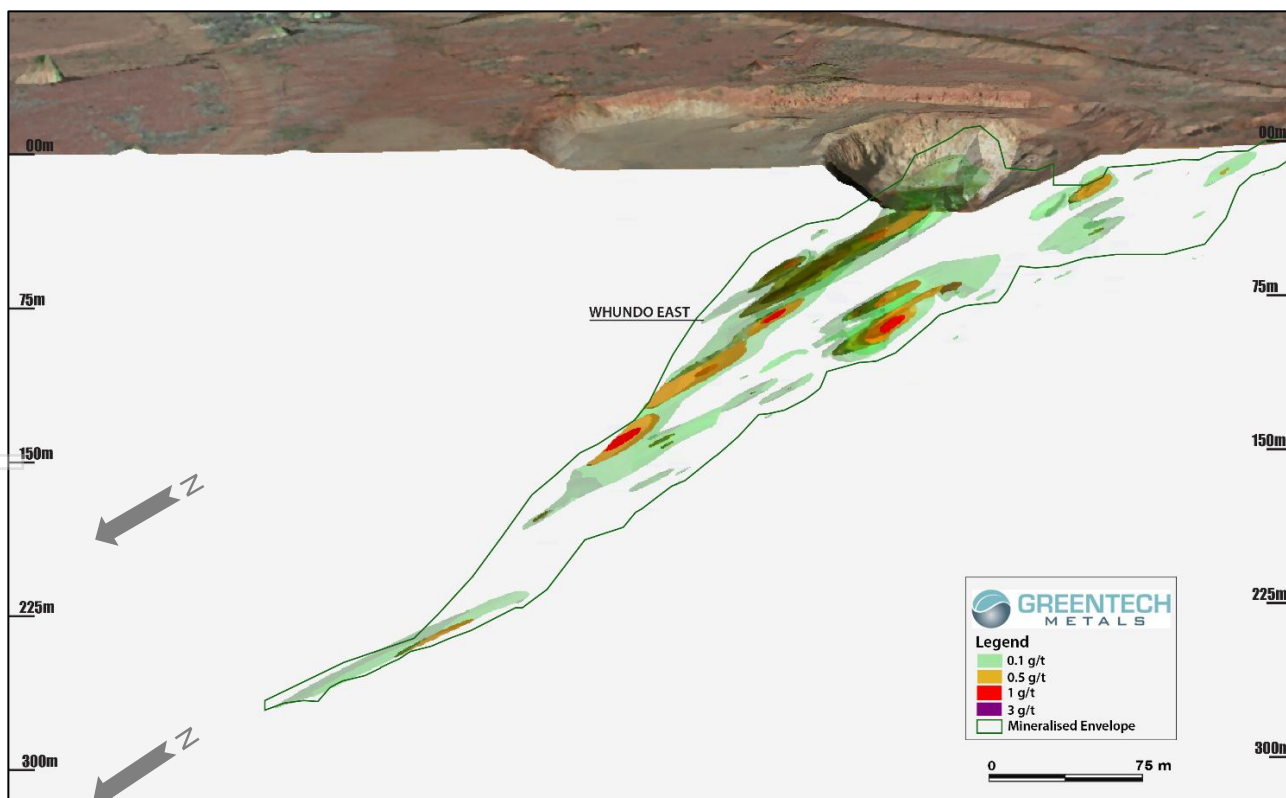 00m
00m
75m
75m
WHUNDO EAST
150m
150m
N
225m
225m
GREENTECH
METALS
Legend
0.1 g/t
0.5 g/t
1 g/t
3 g/t
Mineralised Envelope
N
300m
300m
0 75 m